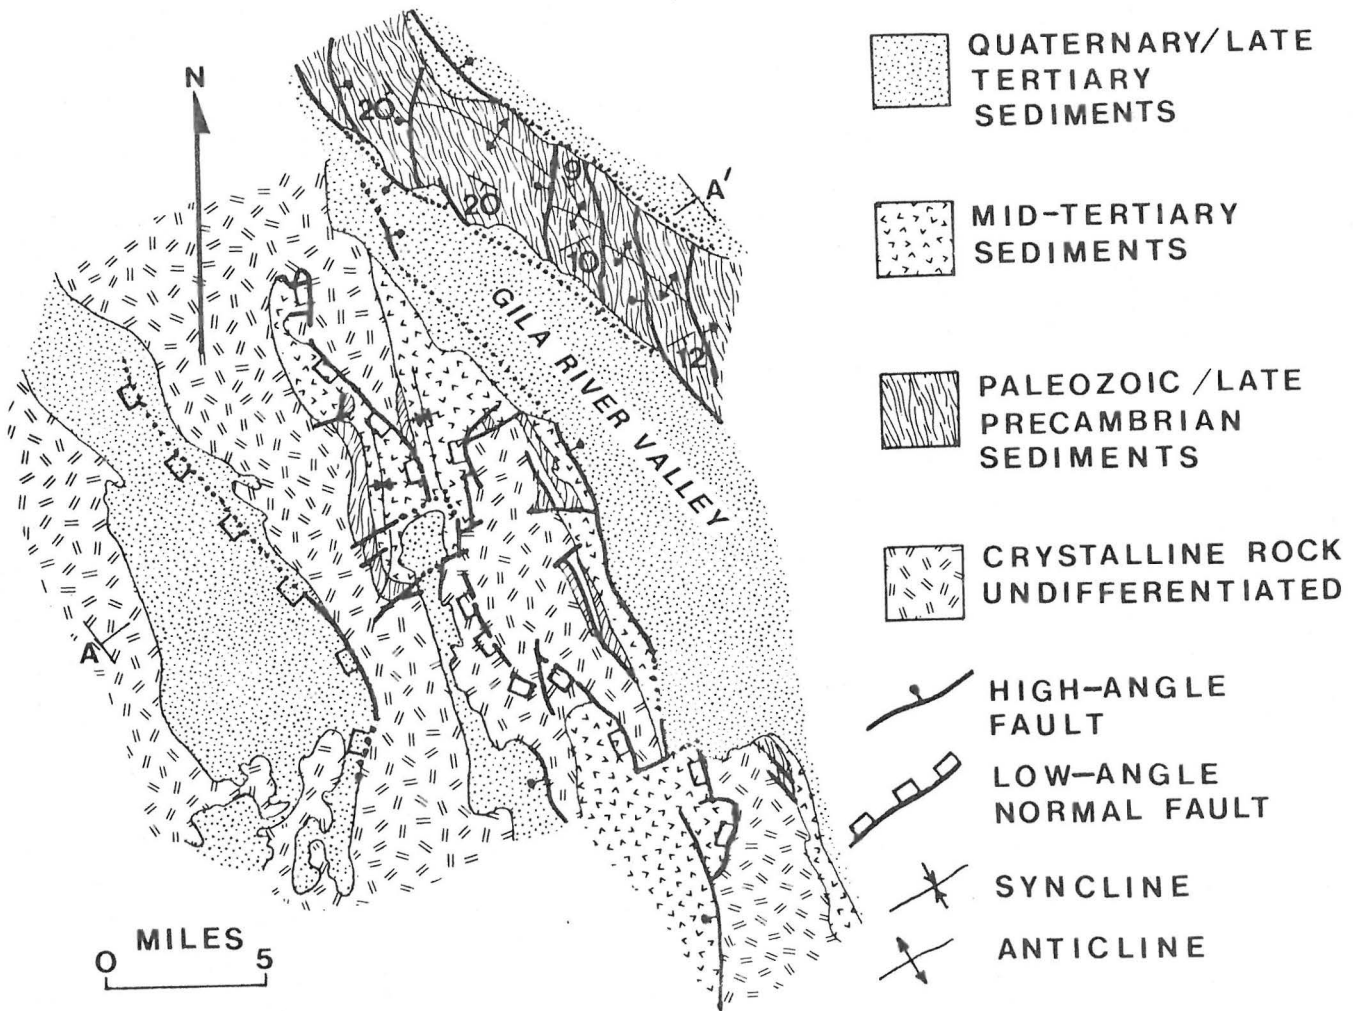 N
20
20
9
10
12
A'
GILA RIVER VALLEY
A
MILES
0 5
QUATERNARY/LATE
TERTIARY
SEDIMENTS
MID-TERTIARY
SEDIMENTS
PALEOZOIC/LATE
PRECAMBRIAN
SEDIMENTS
CRYSTALLINE ROCK
UNDIFFERENTIATED
HIGH-ANGLE
FAULT
LOW-ANGLE
NORMAL FAULT
SYNCLINE
ANTICLINE